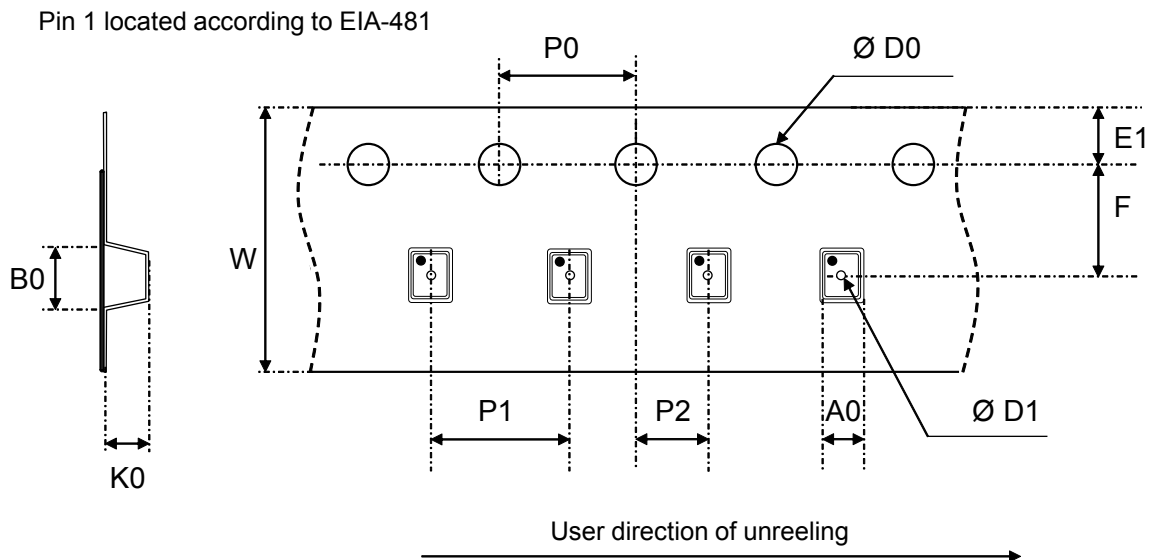 Pin 1 located according to EIA-481
P0
Ø D0
E1
F
W
B0
P1
P2
A0
Ø D1
K0
User direction of unreeling